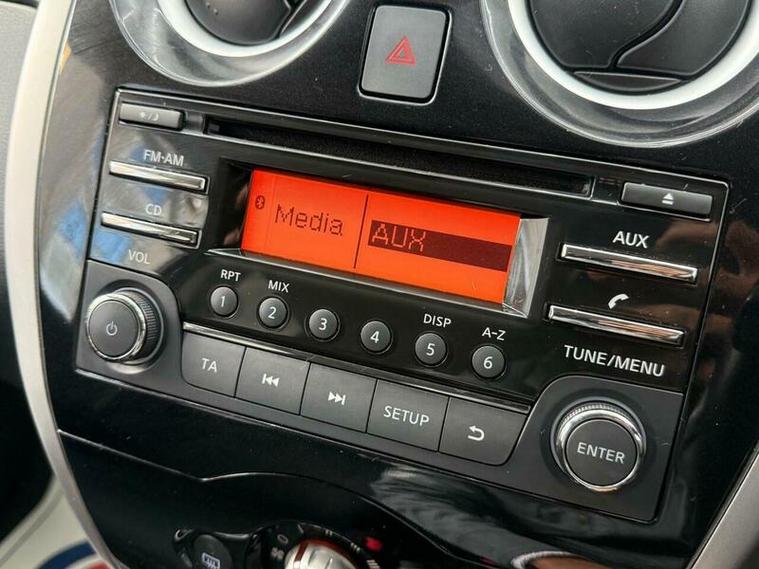 FM·AM
CD
VOL
Media AUX
AUX
RPT MIX
1 2 3 4 5 6
DISP A-Z
TUNE/MENU
TA
SETUP
ENTER